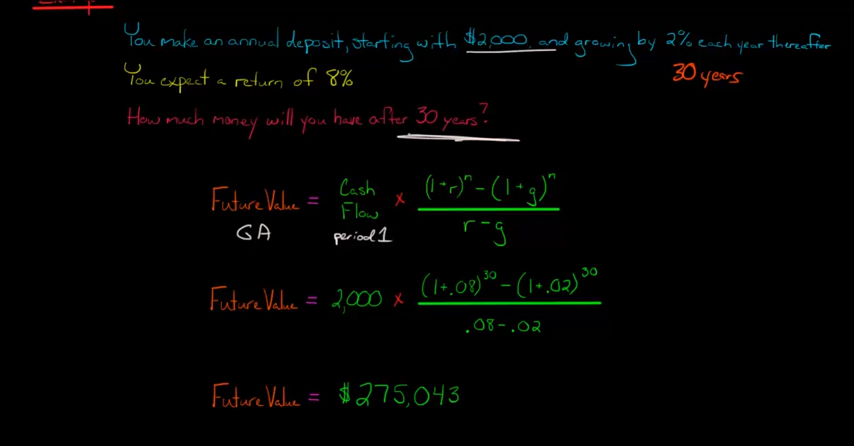 You make an annual deposit, starting with $2,000, and growing by 2% each year thereafter
You expect a return of 8%
30 years
How much money will you have after 30 years?
Future Value = Cash Flow × (1+r)^n − (1+g)^n / r − g
GA period 1
Future Value = 2,000 × (1+.08)^30 − (1+.02)^30 / .08 − .02
Future Value = $275,043